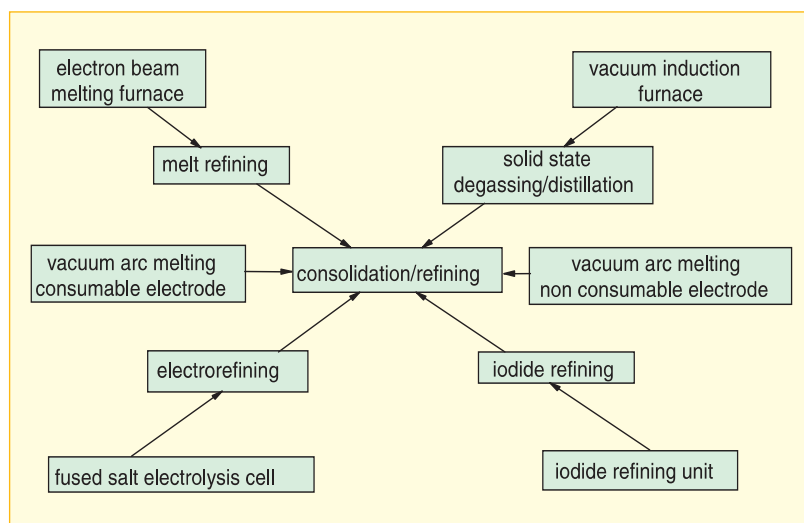 electron beam
melting furnace
vacuum induction
furnace
melt refining
solid state
degassing/distillation
vacuum arc melting
consumable electrode
consolidation/refining
vacuum arc melting
non consumable electrode
electrorefining
iodide refining
fused salt electrolysis cell
iodide refining unit